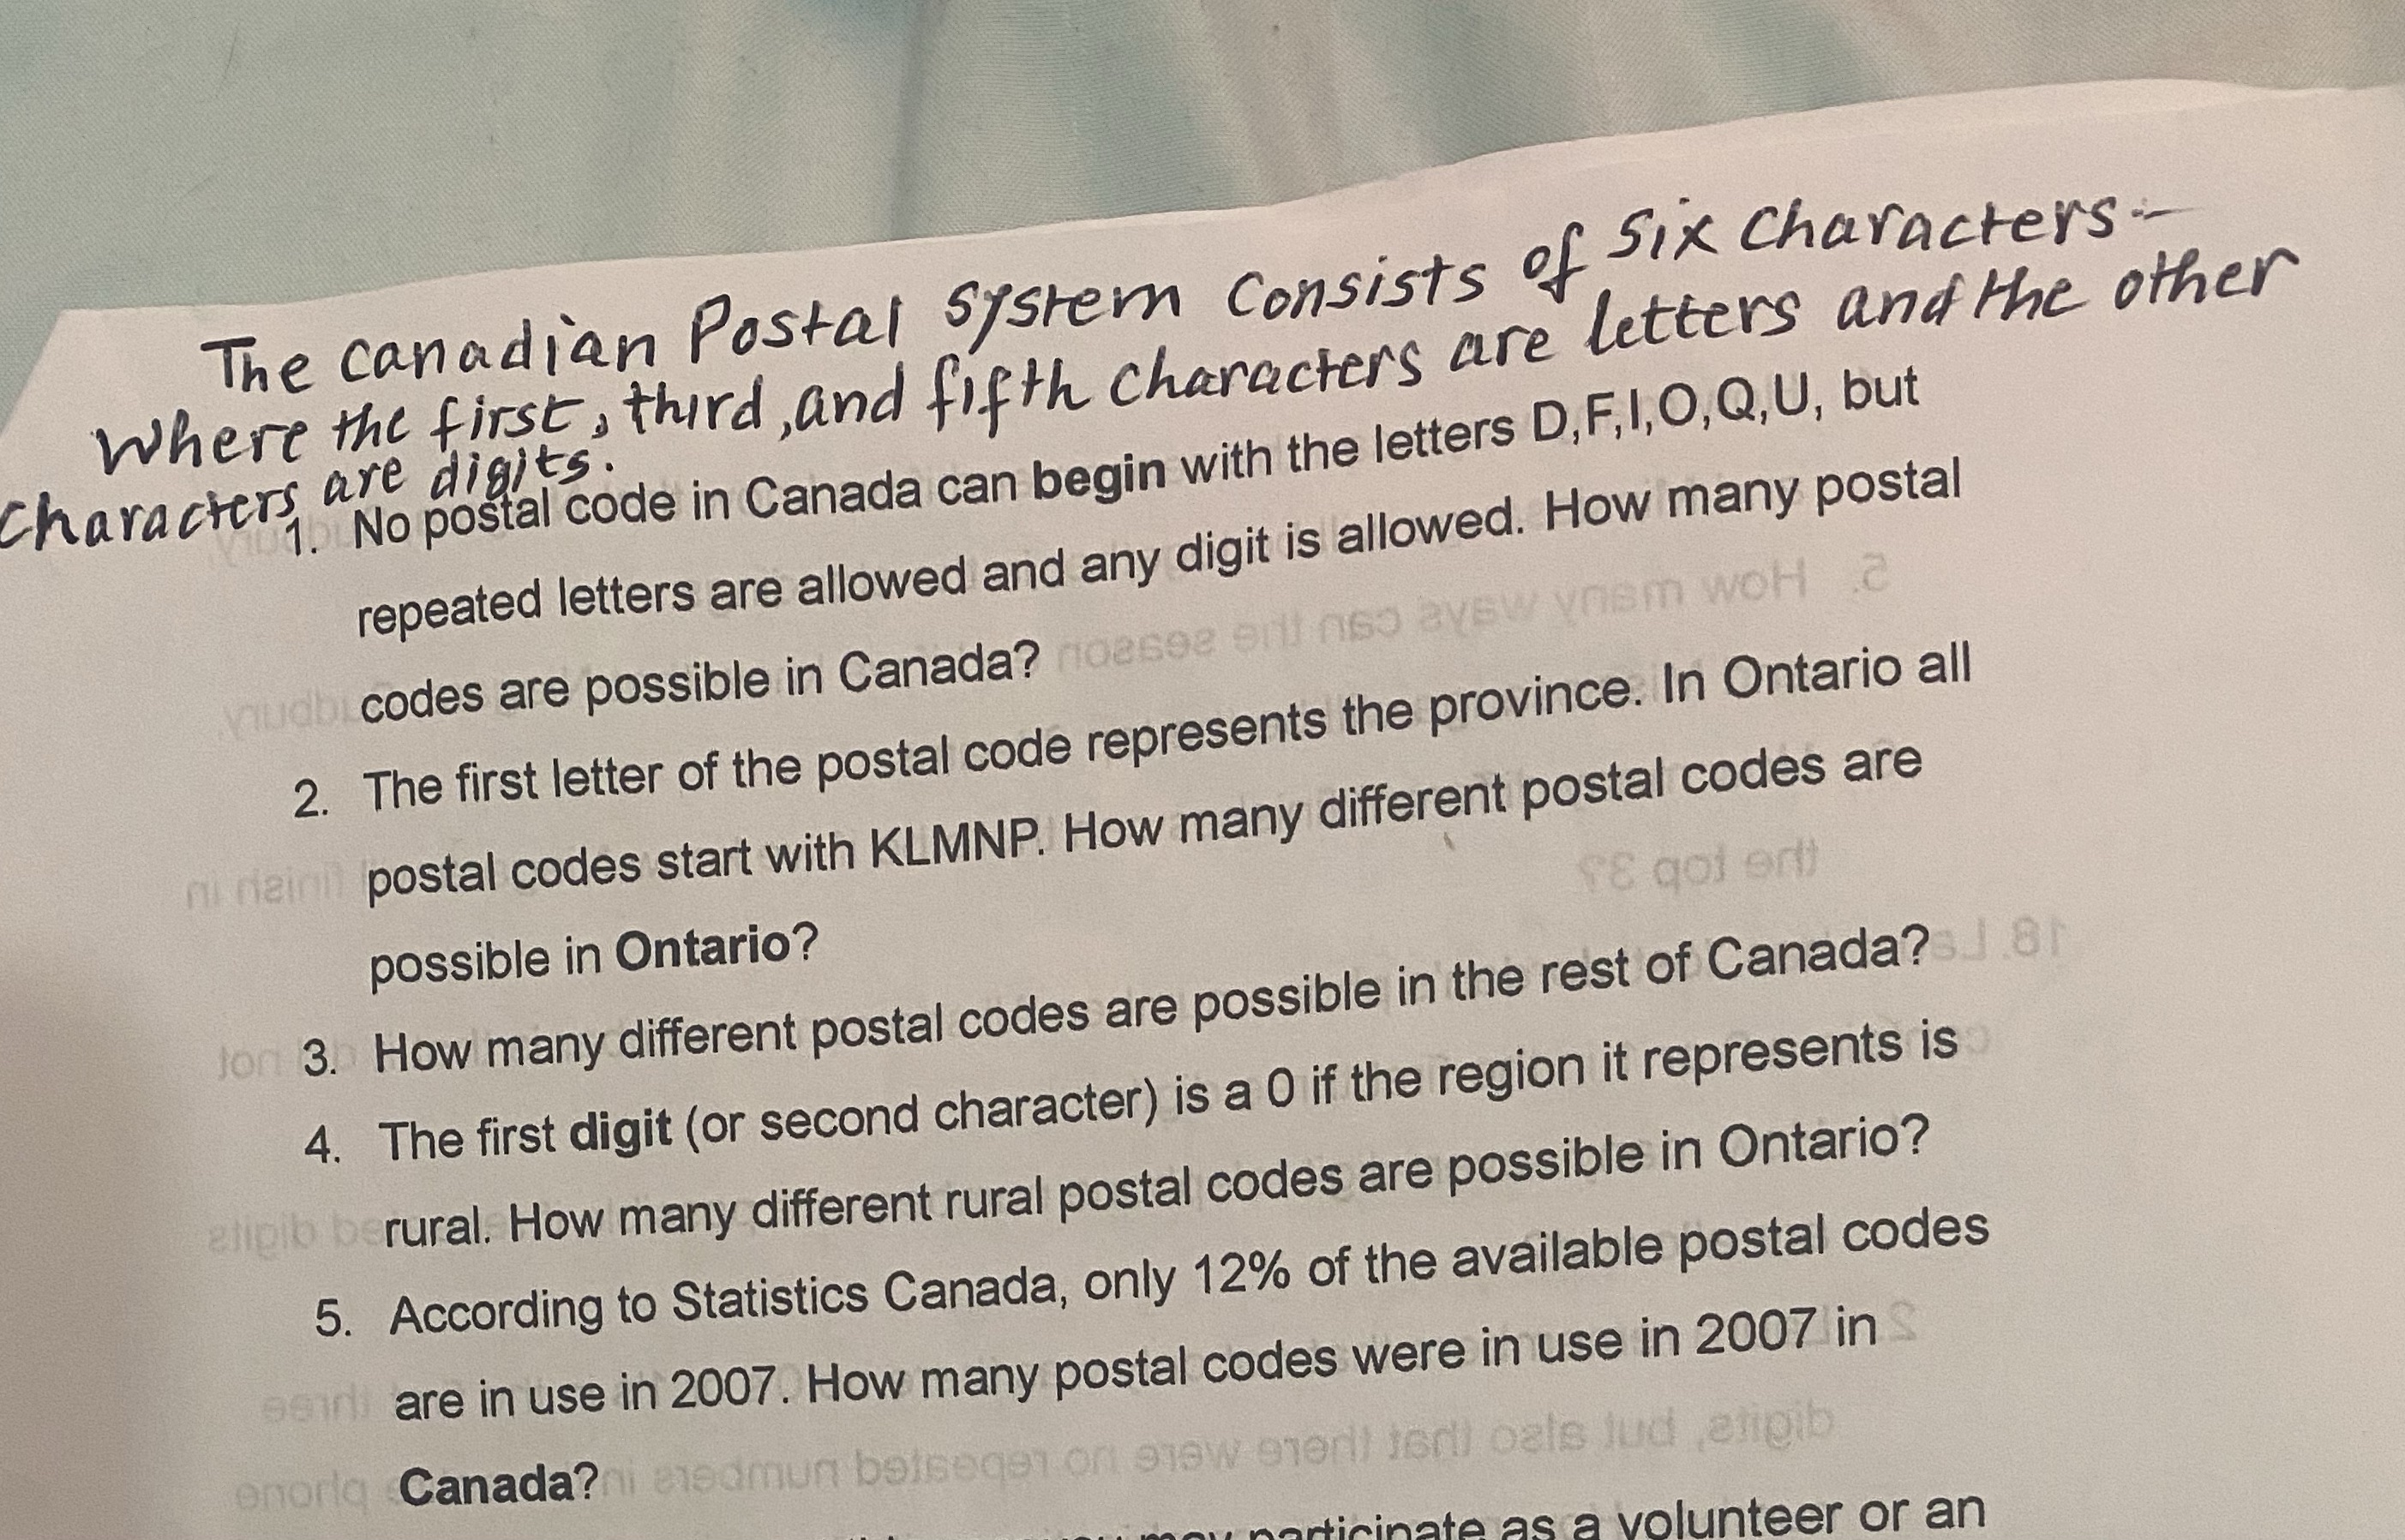 The Canadian Postal System Consists of Six Characters-
Where the first, third, and fifth characters are letters and the other
Characters are digits.
1. No postal code in Canada can begin with the letters D,F,I,O,Q,U, but
repeated letters are allowed and any digit is allowed. How many postal
codes are possible in Canada?
2. The first letter of the postal code represents the province. In Ontario all
postal codes start with KLMNP. How many different postal codes are
possible in Ontario?
3. How many different postal codes are possible in the rest of Canada?
4. The first digit (or second character) is a 0 if the region it represents is
rural. How many different rural postal codes are possible in Ontario?
5. According to Statistics Canada, only 12% of the available postal codes
are in use in 2007. How many postal codes were in use in 2007 in
Canada?
may participate as a volunteer or an